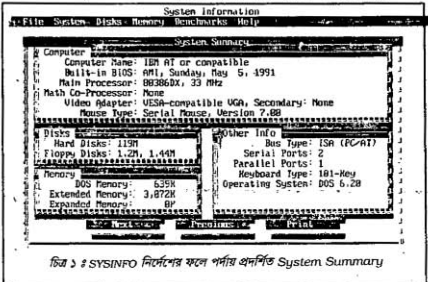 System Information
File System Disks Memory Benchmarks Help
System Summary
Computer
Computer Name: IBM AT or compatible
Built-in BIOS: AMI, Sunday, May 5, 1991
Main Processor: 80386DX, 33 MHz
Math Co-Processor: None
Video Adapter: VESA-compatible VGA, Secondary: None
Mouse Type: Serial Mouse, Version 7.00
Disks
Hard Disks: 119M
Floppy Disks: 1.2M, 1.44M
Memory
DOS Memory: 639K
Extended Memory: 3,072K
Expanded Memory: 0K
Other Info
Bus Type: ISA (PC/AT)
Serial Ports: 2
Parallel Ports: 1
Keyboard Type: 101-Key
Operating System: DOS 6.20
Next Previous Print
চিত্র ১ ঃ SYSINFO নির্দেশের ফলে পর্দায় প্রদর্শিত System Summary